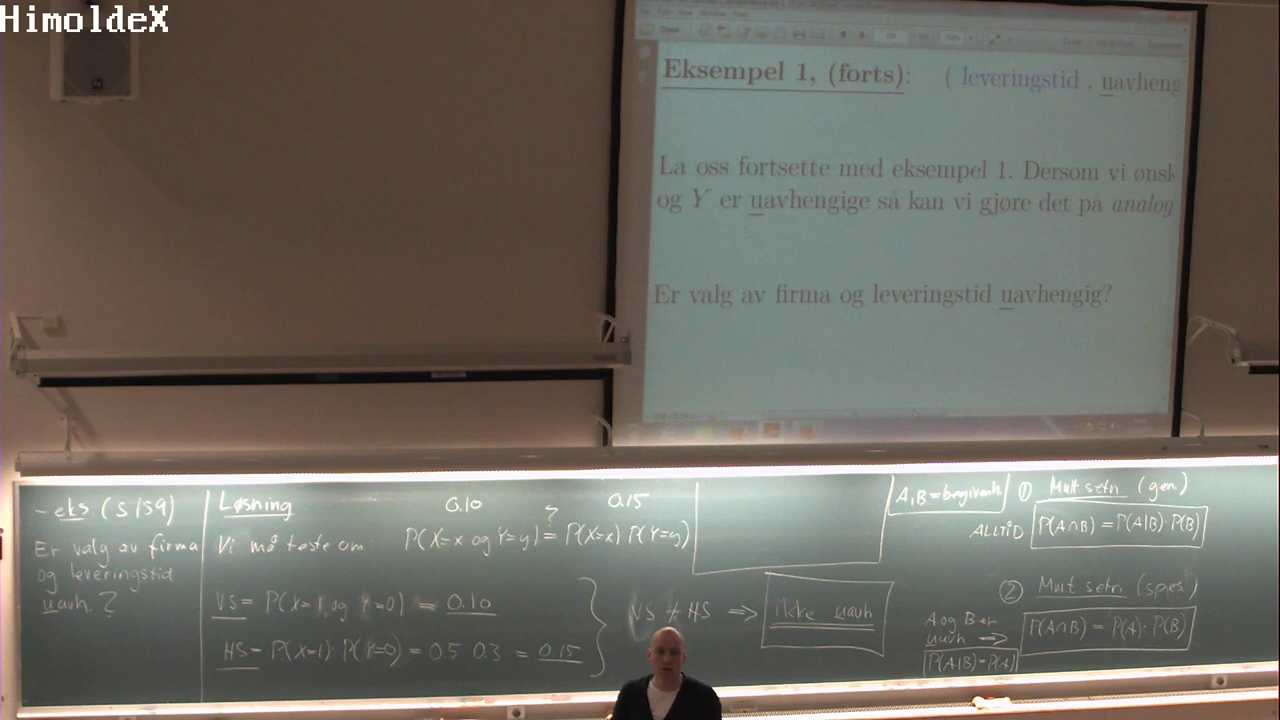 HimoldeX
Eksempel 1, (forts): ( leveringstid , uavheng
La oss fortsette med eksempel 1. Dersom vi ønsk
og Y er uavhengige så kan vi gjøre det på analog
Er valg av firma og leveringstid uavhengig?
- eks (s 159)
Er valg av firma
og leveringstid
uavh. ?
Løsning
0.10 ? 0.15
Vi må teste om P(X=x og Y=y) = P(X=x) P(Y=y)
VS = P(X=1, og Y=0) = 0.10
HS = P(X=1) · P(Y=0) = 0.5 0.3 = 0.15
VS ≠ HS ⇒ ikke uavh
A,B = begivenh
① Mult setn (gen.)
ALLTID P(A∩B) = P(A|B) · P(B)
② Mult setn (spes)
A og B er
uavh ⇒
P(A|B) = P(A)
P(A∩B) = P(A) · P(B)